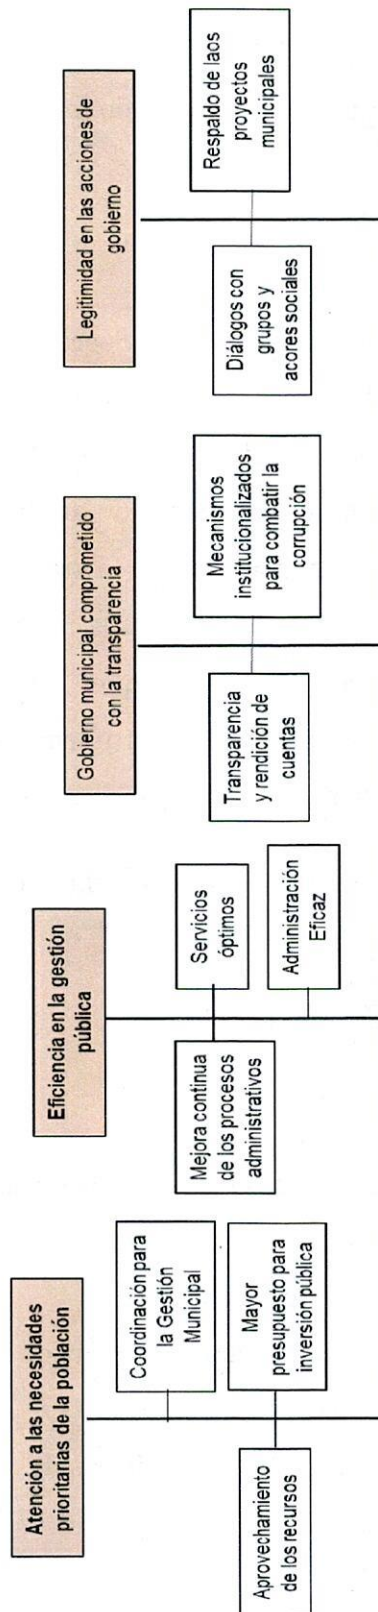 Atención a las necesidades
prioritarias de la población
Coordinación para
la Gestión
Municipal
Aprovechamiento
de los recursos
Mayor
presupuesto para
inversión pública
Eficiencia en la gestión
pública
Mejora continua
de los procesos
administrativos
Servicios
óptimos
Administración
Eficaz
Gobierno municipal comprometido
con la transparencia
Transparencia
y rendición de
cuentas
Mecanismos
institucionalizados
para combatir la
corrupción
Legitimidad en las acciones de
gobierno
Diálogos con
grupos y
acores sociales
Respaldo de laos
proyectos
municipales